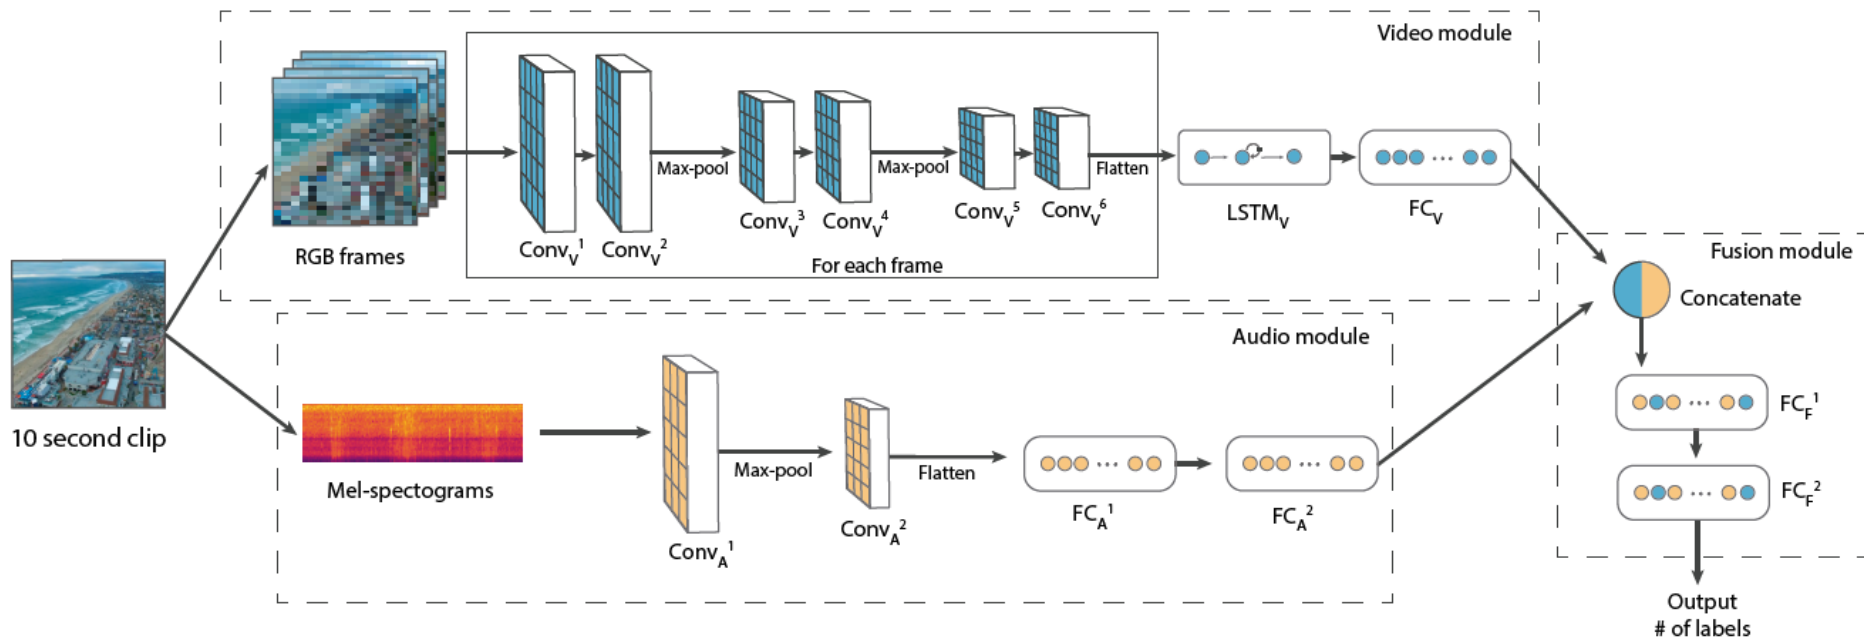 Video module
RGB frames
Conv_V^1
Conv_V^2
Max-pool
Conv_V^3
Conv_V^4
Max-pool
Conv_V^5
Conv_V^6
Flatten
For each frame
LSTM_V
FC_V
10 second clip
Audio module
Mel-spectograms
Conv_A^1
Max-pool
Conv_A^2
Flatten
FC_A^1
FC_A^2
Fusion module
Concatenate
FC_F^1
FC_F^2
Output
# of labels